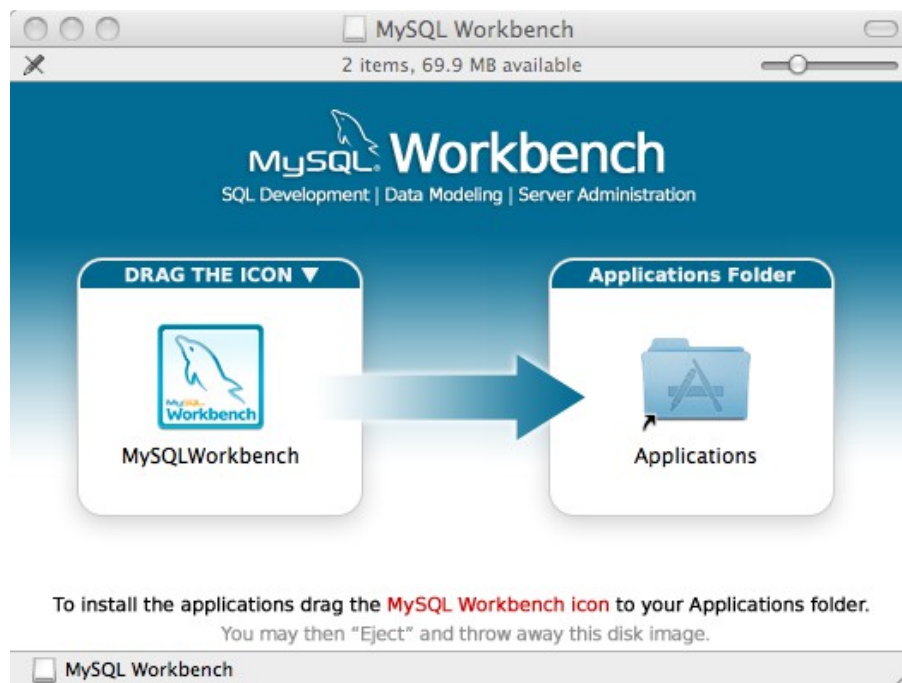 MySQL Workbench
2 items, 69.9 MB available
MySQL. Workbench
SQL Development | Data Modeling | Server Administration
DRAG THE ICON ▼
Applications Folder
MySQL
Workbench
MySQLWorkbench
Applications
To install the applications drag the MySQL Workbench icon to your Applications folder.
You may then “Eject” and throw away this disk image.
MySQL Workbench